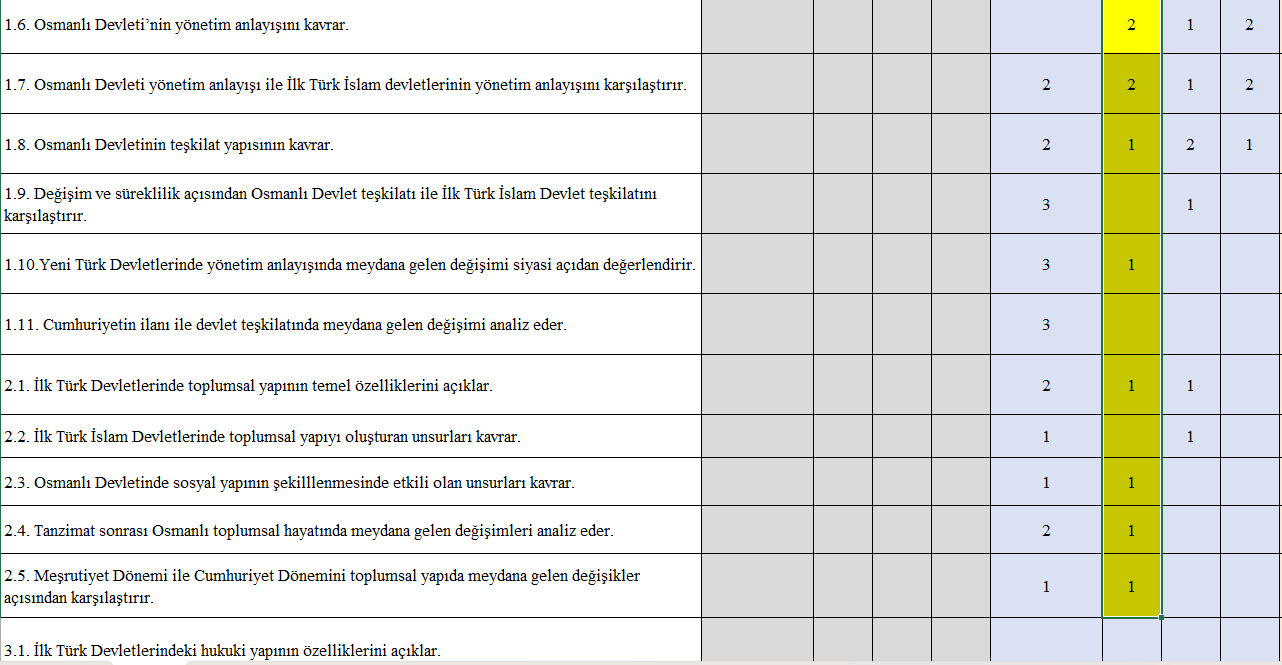 1.6. Osmanlı Devleti’nin yönetim anlayışını kavrar. 2 1 2
1.7. Osmanlı Devleti yönetim anlayışı ile İlk Türk İslam devletlerinin yönetim anlayışını karşılaştırır. 2 2 1 2
1.8. Osmanlı Devletinin teşkilat yapısının kavrar. 2 1 2 1
1.9. Değişim ve süreklilik açısından Osmanlı Devlet teşkilatı ile İlk Türk İslam Devlet teşkilatını
karşılaştırır. 3 1
1.10.Yeni Türk Devletlerinde yönetim anlayışında meydana gelen değişimi siyasi açıdan değerlendirir. 3 1
1.11. Cumhuriyetin ilanı ile devlet teşkilatında meydana gelen değişimi analiz eder. 3
2.1. İlk Türk Devletlerinde toplumsal yapının temel özelliklerini açıklar. 2 1 1
2.2. İlk Türk İslam Devletlerinde toplumsal yapıyı oluşturan unsurları kavrar. 1 1
2.3. Osmanlı Devletinde sosyal yapının şekilllenmesinde etkili olan unsurları kavrar. 1 1
2.4. Tanzimat sonrası Osmanlı toplumsal hayatında meydana gelen değişimleri analiz eder. 2 1
2.5. Meşrutiyet Dönemi ile Cumhuriyet Dönemini toplumsal yapıda meydana gelen değişikler
açısından karşılaştırır. 1 1
3.1. İlk Türk Devletlerindeki hukuki yapının özelliklerini açıklar.